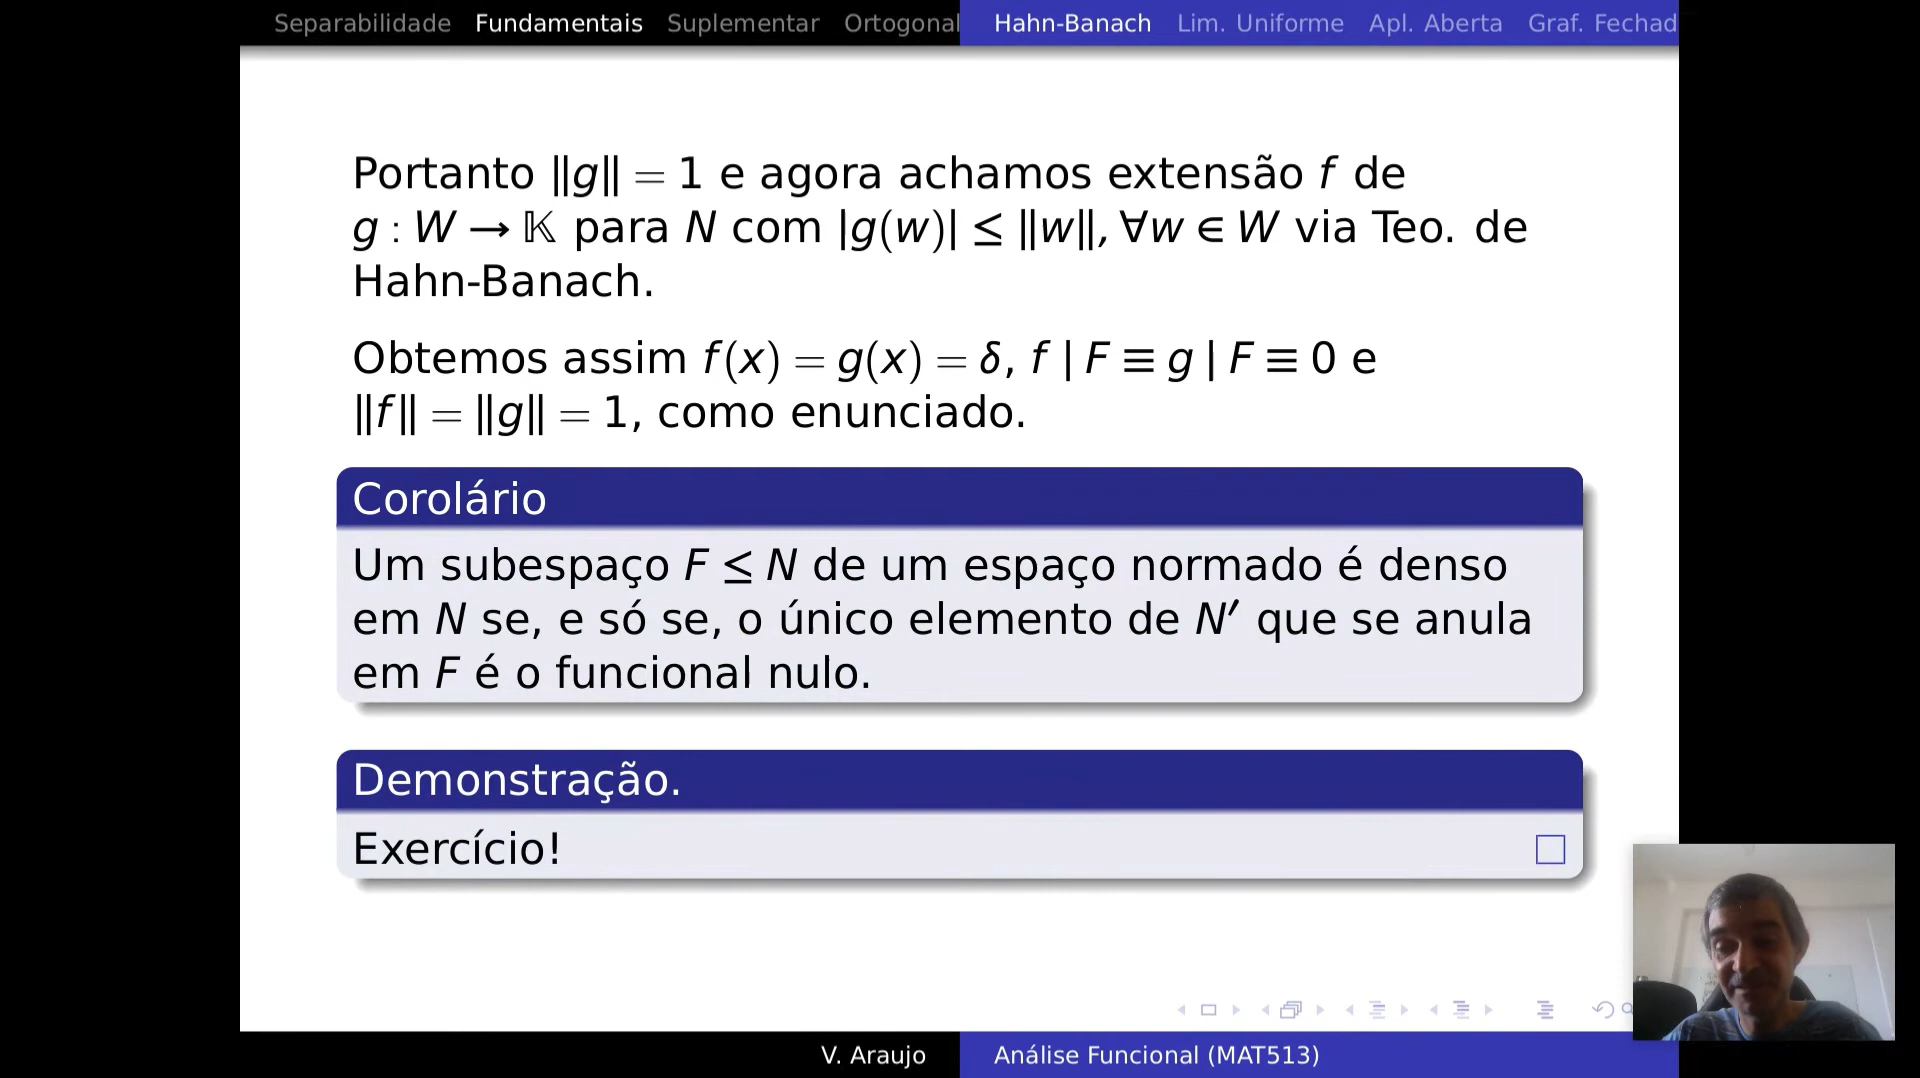 Separabilidade Fundamentais Suplementar Ortogonal Hahn-Banach Lim. Uniforme Apl. Aberta Graf. Fechad
Portanto ‖g‖ = 1 e agora achamos extensão f de
g : W → 𝕂 para N com |g(w)| ≤ ‖w‖, ∀w ∈ W via Teo. de
Hahn-Banach.
Obtemos assim f(x) = g(x) = δ, f | F ≡ g | F ≡ 0 e
‖f‖ = ‖g‖ = 1, como enunciado.
Corolário
Um subespaço F ≤ N de um espaço normado é denso
em N se, e só se, o único elemento de N′ que se anula
em F é o funcional nulo.
Demonstração.
Exercício! □
V. Araujo Análise Funcional (MAT513)